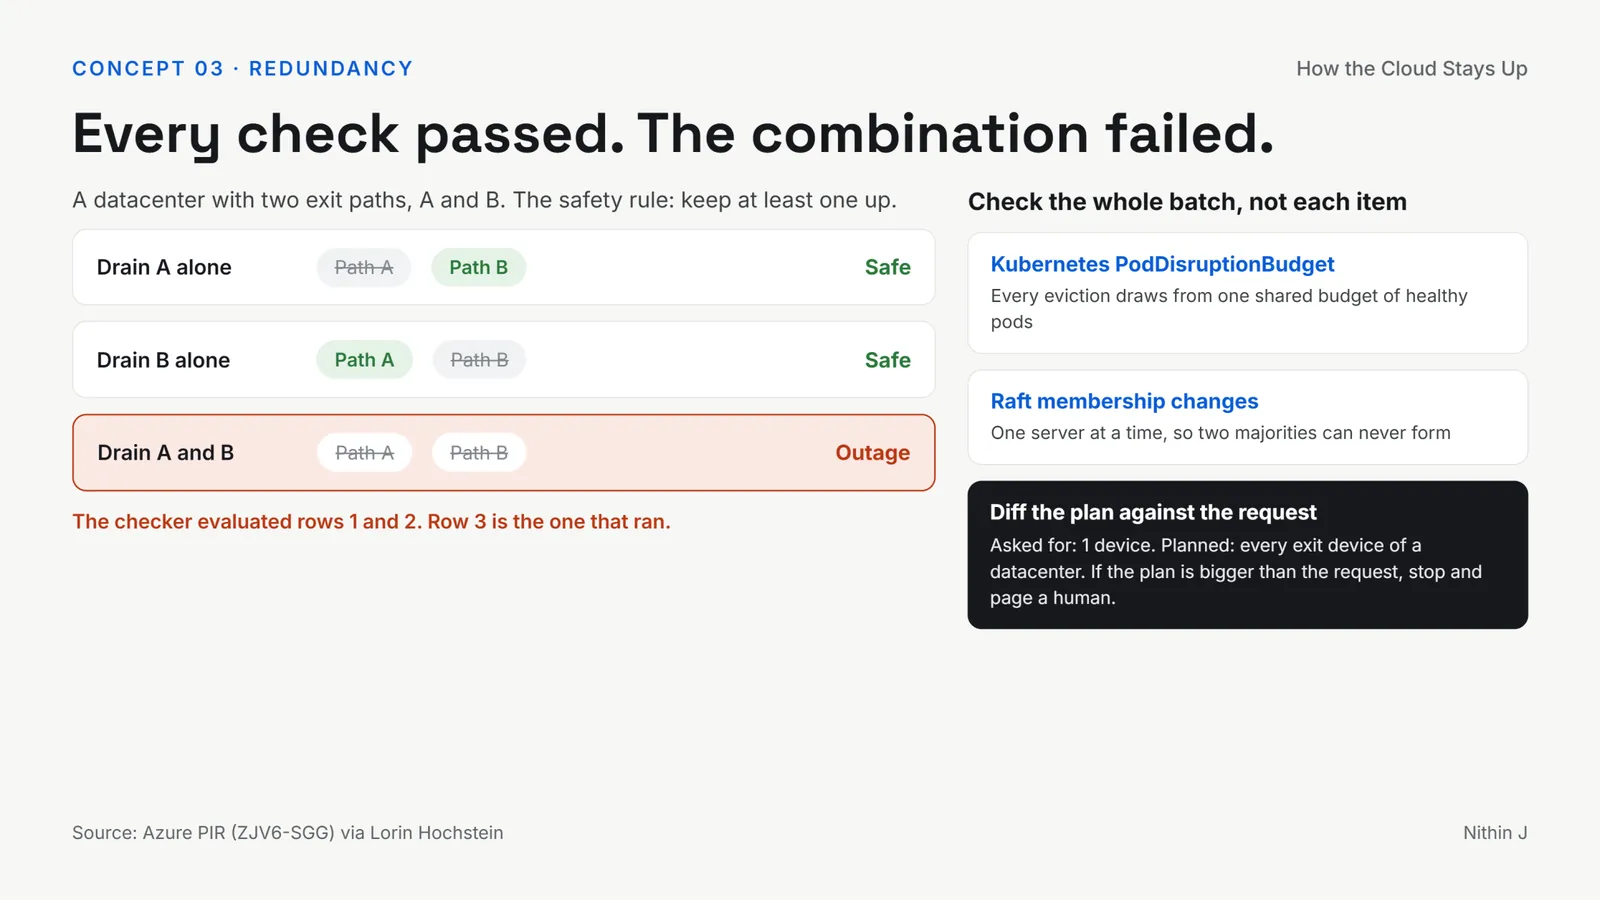 CONCEPT 03 · REDUNDANCY
How the Cloud Stays Up
Every check passed. The combination failed.
A datacenter with two exit paths, A and B. The safety rule: keep at least one up.
Drain A alone
Path A
Path B
Safe
Drain B alone
Path A
Path B
Safe
Drain A and B
Path A
Path B
Outage
The checker evaluated rows 1 and 2. Row 3 is the one that ran.
Check the whole batch, not each item
Kubernetes PodDisruptionBudget
Every eviction draws from one shared budget of healthy
pods
Raft membership changes
One server at a time, so two majorities can never form
Diff the plan against the request
Asked for: 1 device. Planned: every exit device of a
datacenter. If the plan is bigger than the request, stop and
page a human.
Source: Azure PIR (ZJV6-SGG) via Lorin Hochstein
Nithin J